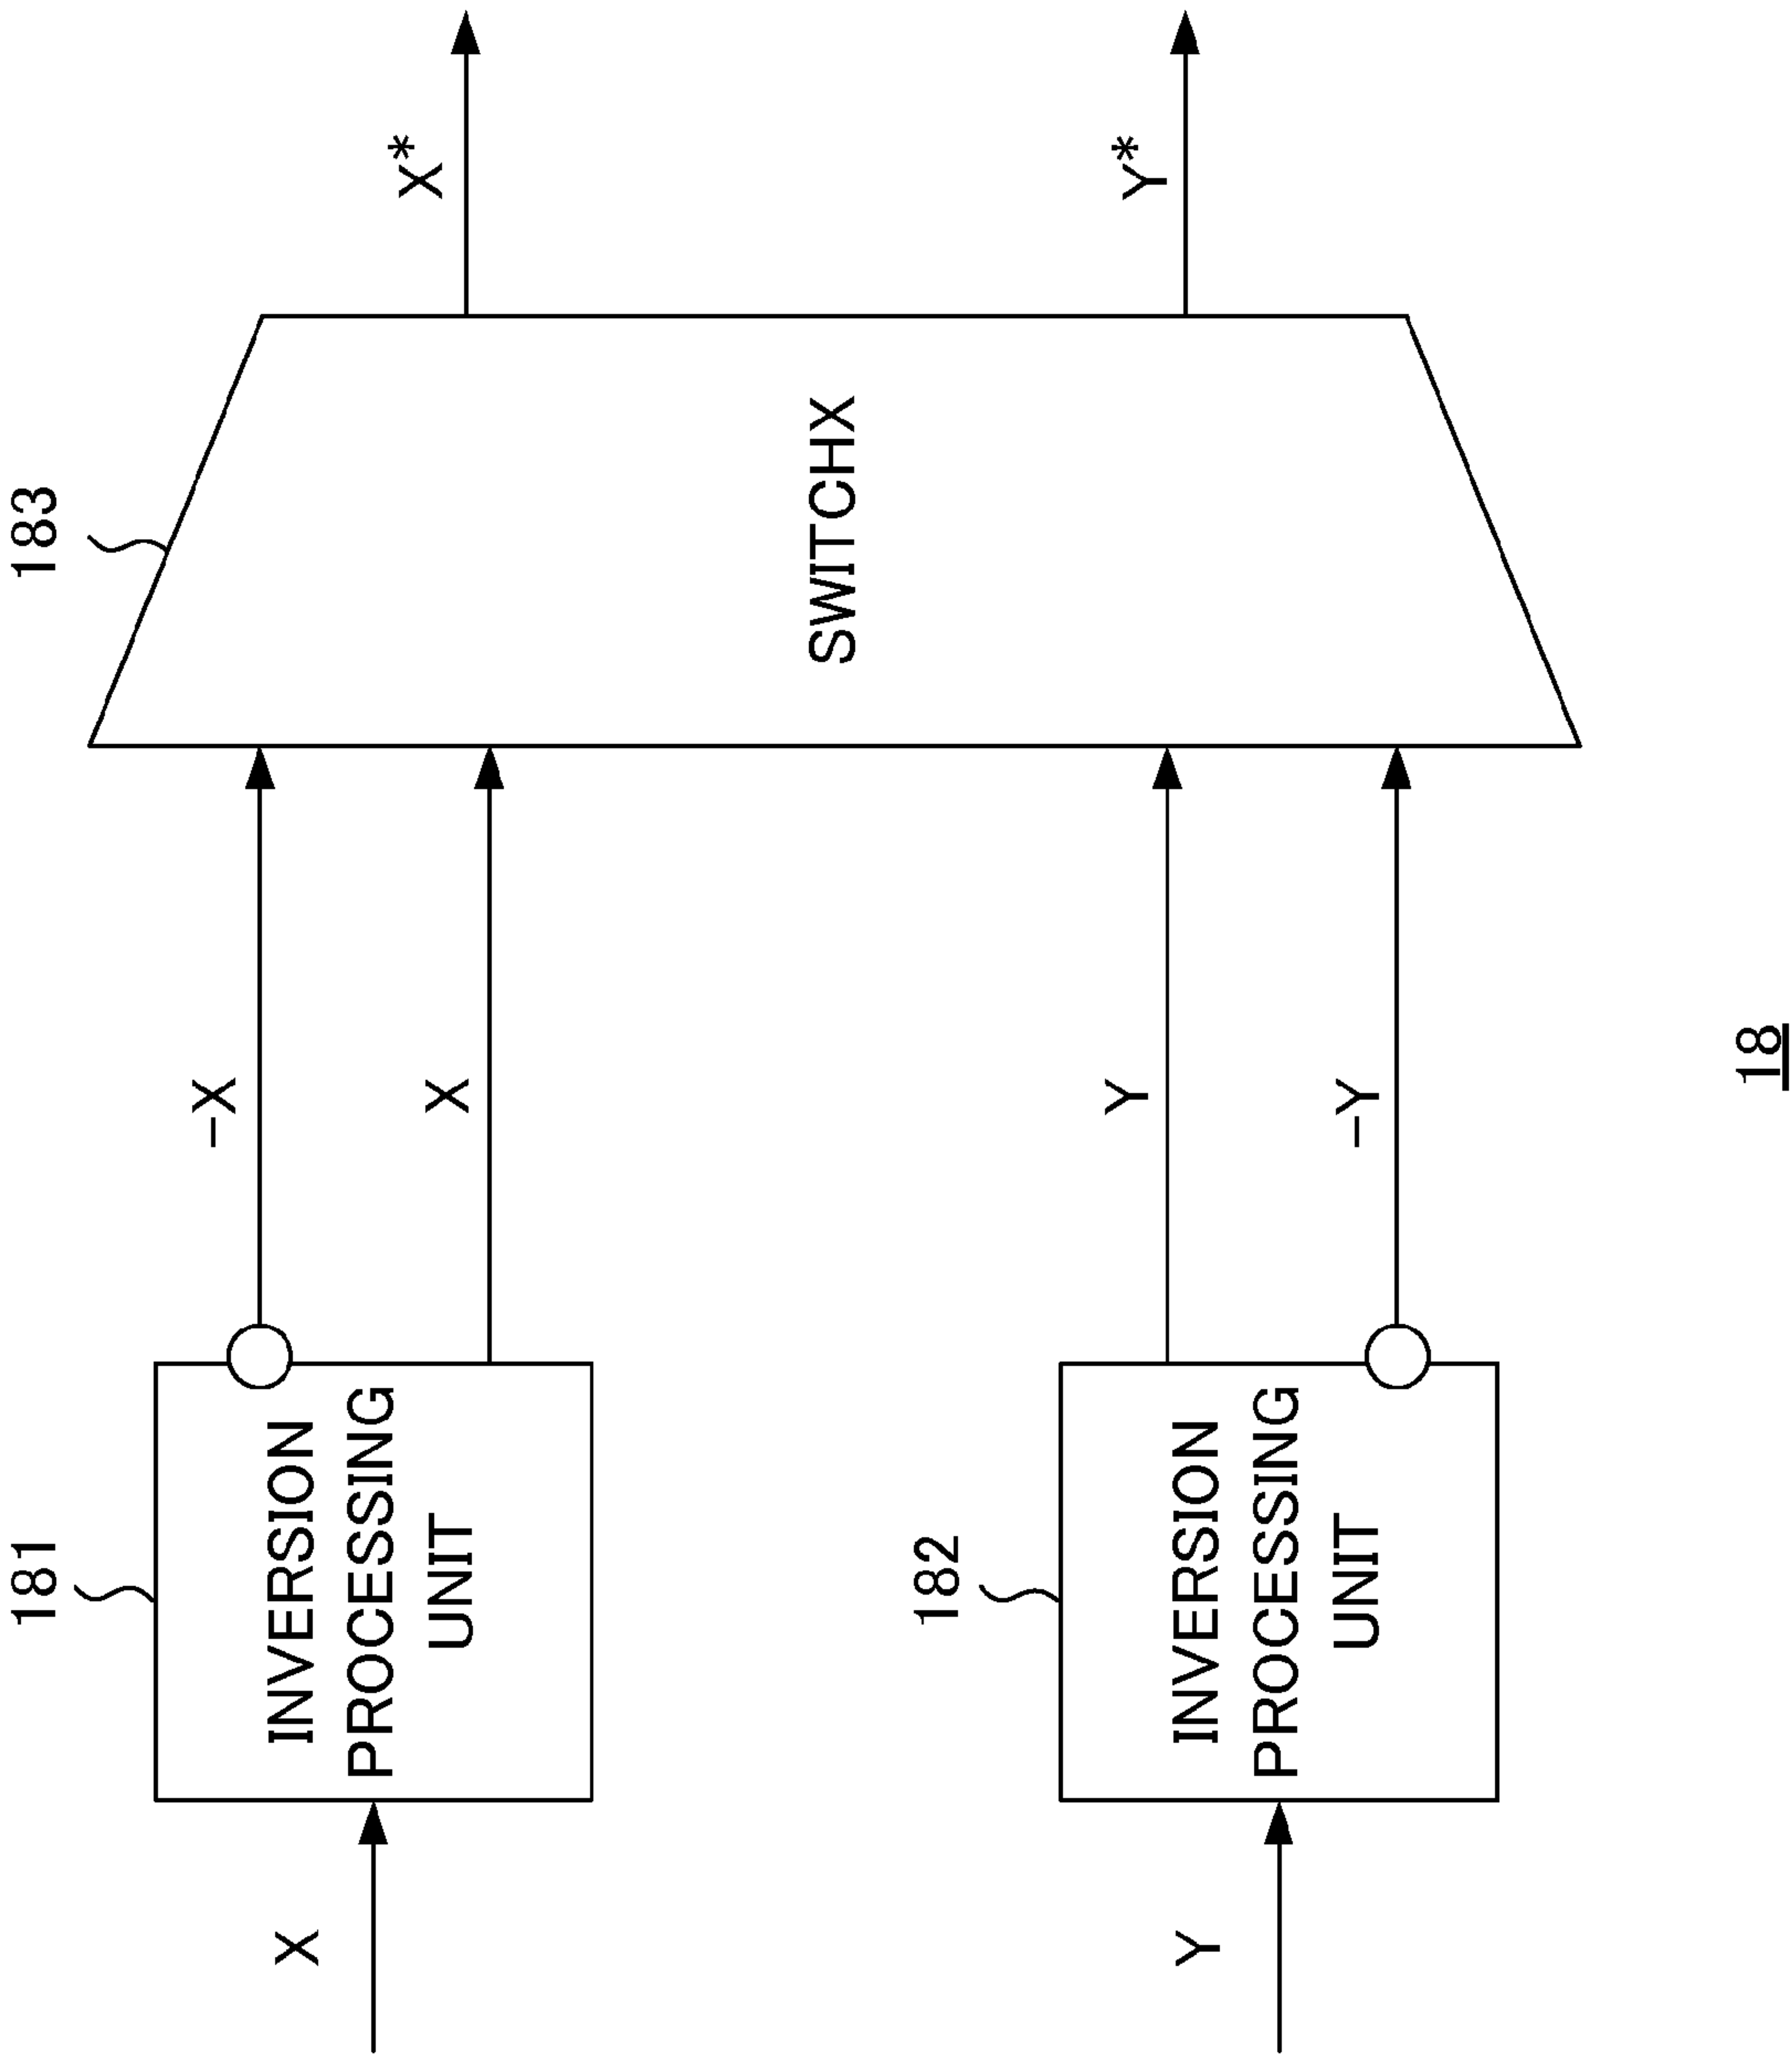 181
X
INVERSION
PROCESSING
UNIT
-X
X
182
Y
INVERSION
PROCESSING
UNIT
Y
-Y
183
SWITCHX
X*
Y*
18